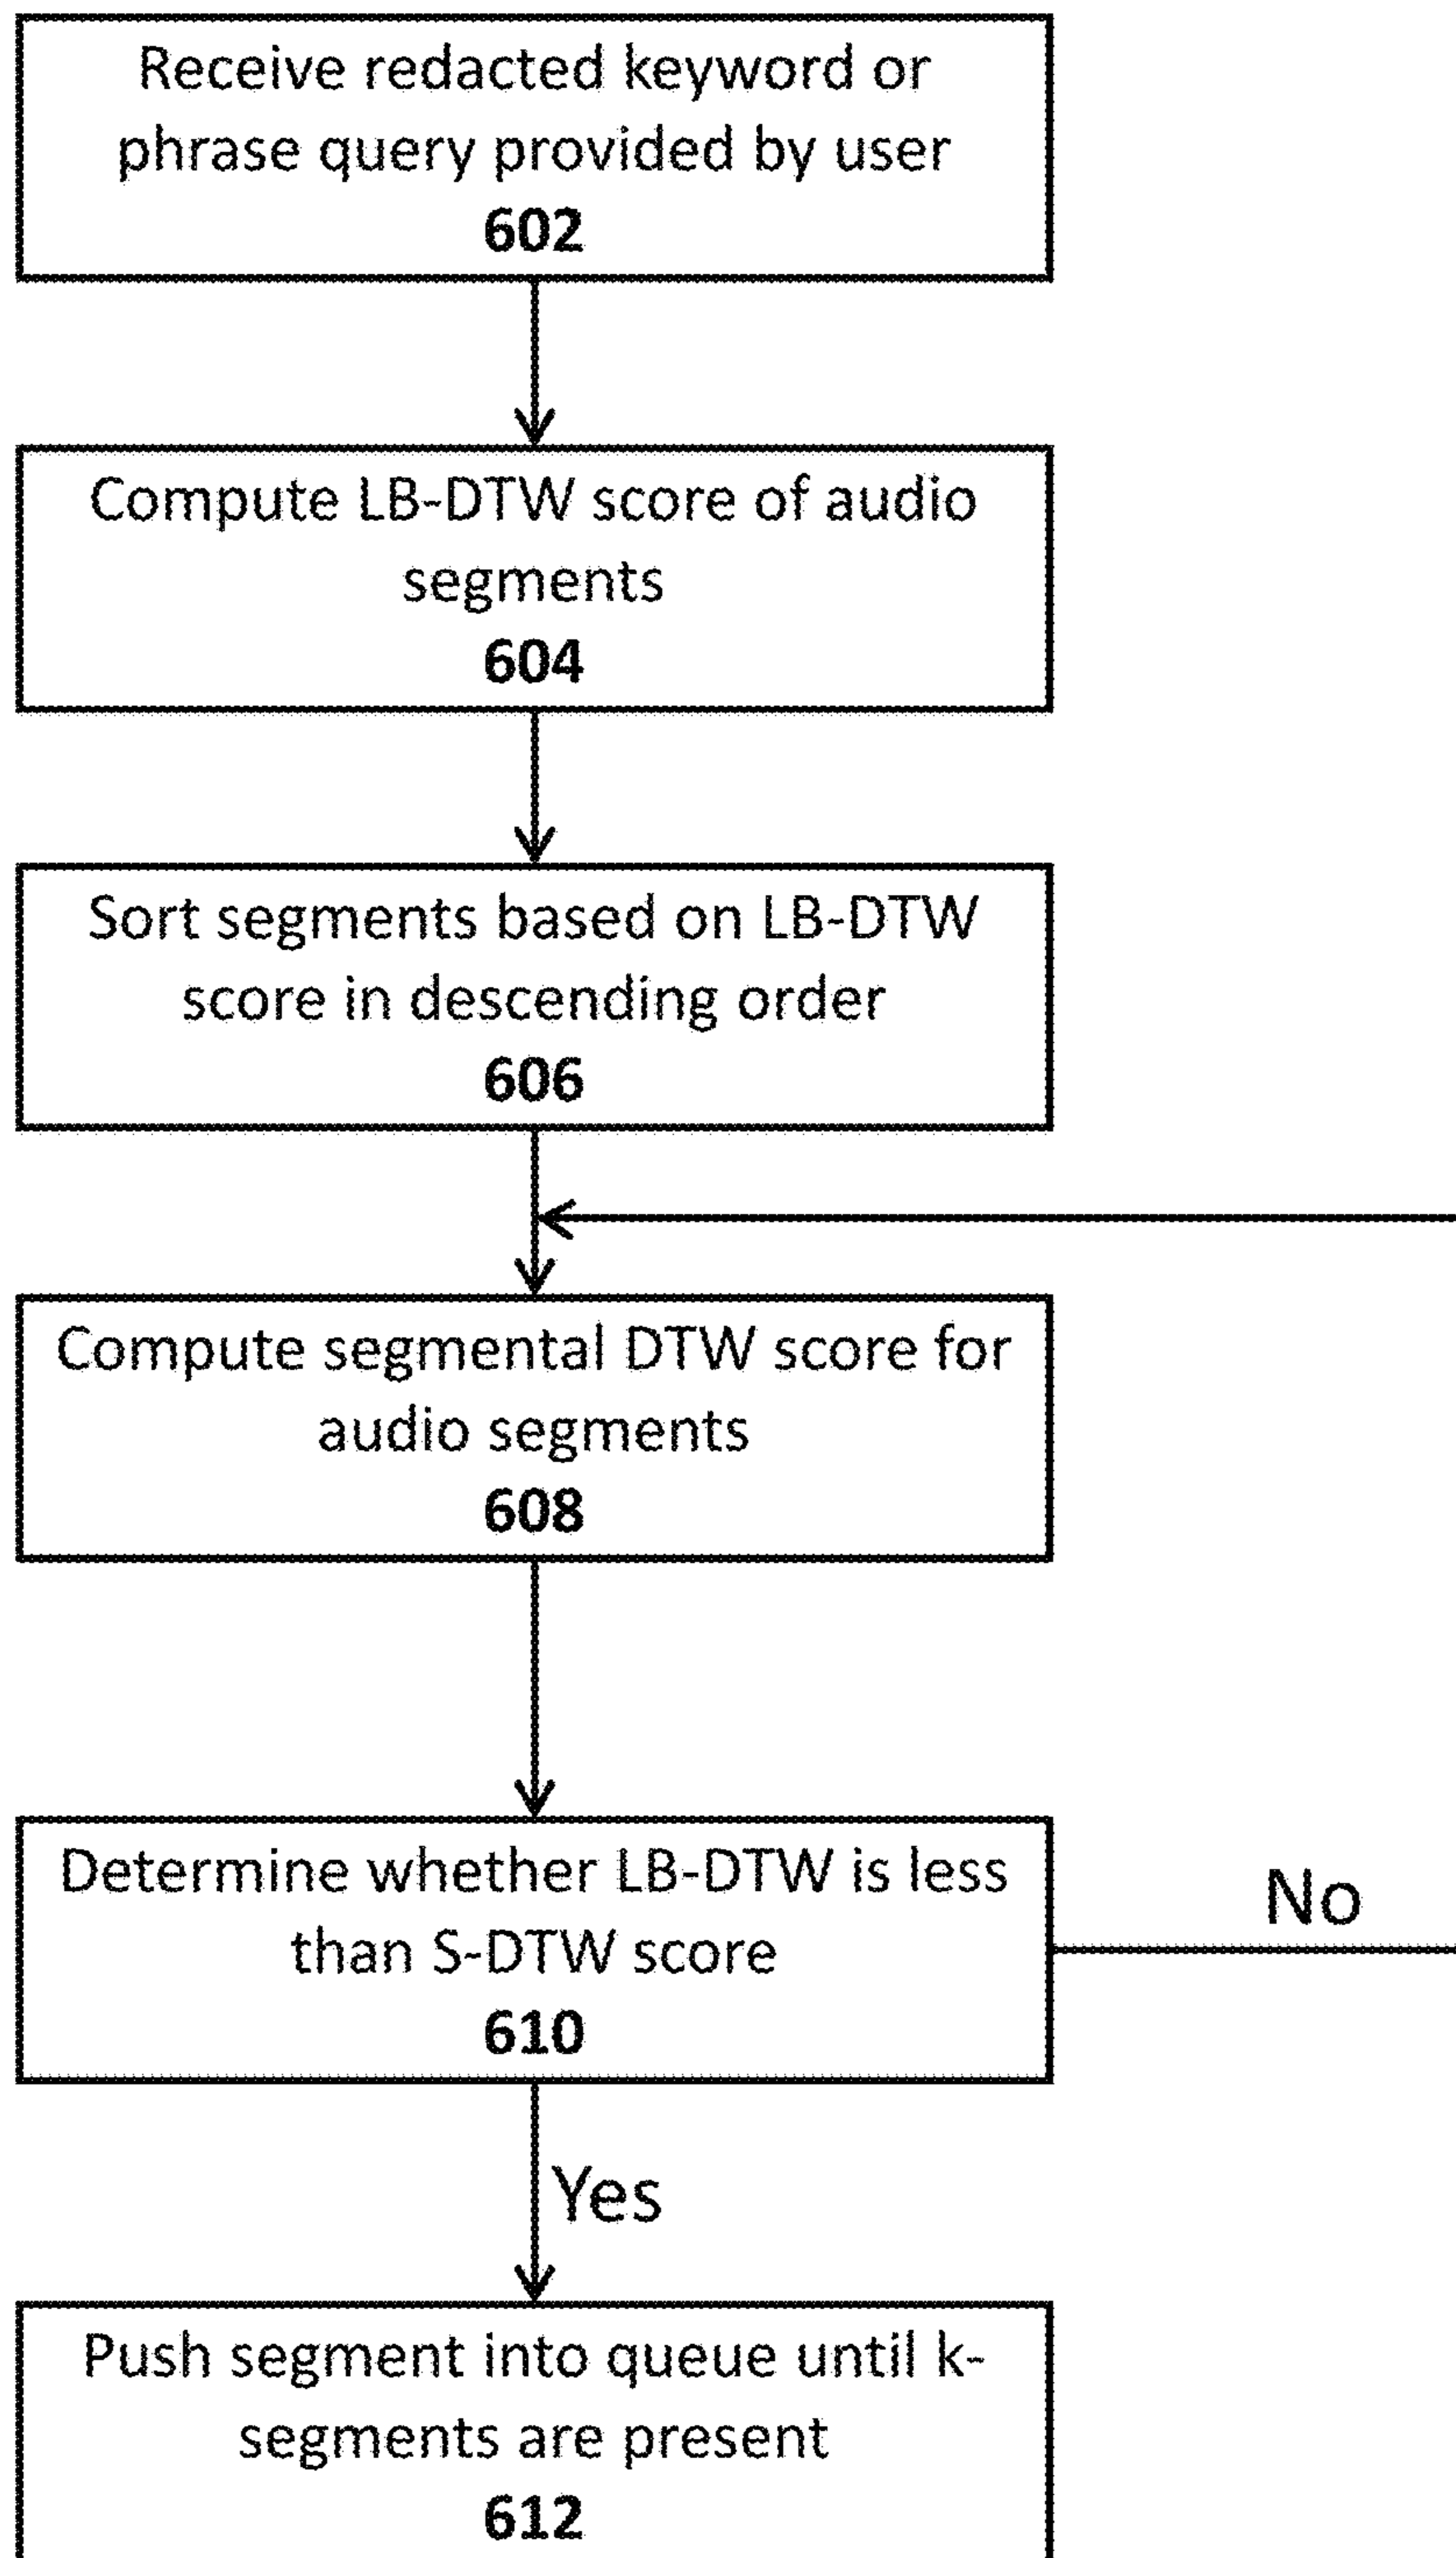 Receive redacted keyword or
phrase query provided by user
602
Compute LB-DTW score of audio
segments
604
Sort segments based on LB-DTW
score in descending order
606
Compute segmental DTW score for
audio segments
608
Determine whether LB-DTW is less
than S-DTW score
610
No
Yes
Push segment into queue until k-
segments are present
612